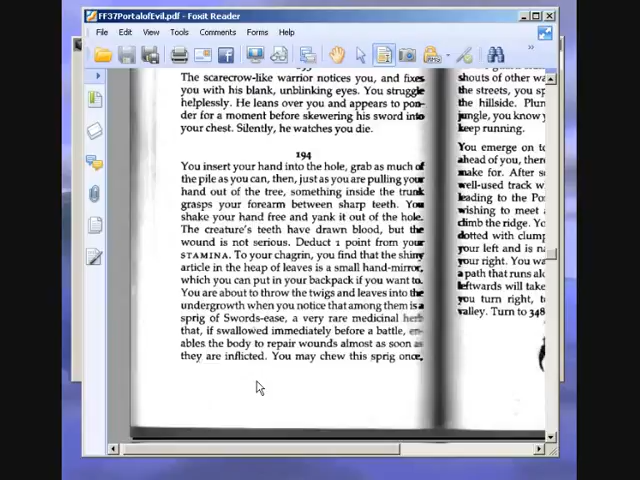 FF37PortalofEvil.pdf - Foxit Reader
File Edit View Tools Comments Forms Help
The scarecrow-like warrior notices you, and fixes
you with his blank, unblinking eyes. You struggle
helplessly. He leans over you and appears to pon-
der for a moment before skewering his sword into
your chest. Silently, he watches you die.
194
You insert your hand into the hole, grab as much of
the pile as you can, then, just as you are pulling your
hand out of the tree, something inside the trunk
grasps your forearm between sharp teeth. You
shake your hand free and yank it out of the hole.
The creature's teeth have drawn blood, but the
wound is not serious. Deduct 1 point from your
STAMINA. To your chagrin, you find that the shiny
article in the heap of leaves is a small hand-mirror,
which you can put in your backpack if you want to.
You are about to throw the twigs and leaves into the
undergrowth when you notice that among them is a
sprig of Swords-ease, a very rare medicinal herb
that, if swallowed immediately before a battle, en-
ables the body to repair wounds almost as soon as
they are inflicted. You may chew this sprig once,
shouts of other wa
the streets, you sp
the hillside. Plun
jungle, you know y
keep running.
You emerge on t
ahead of you, there
make for. After s
well-used track w
leading to the Po
wishing to meet
climb the ridge. Yo
dotted with clump
your left and is n
your right. You wa
a path that runs al
leftwards will take
you turn right, t
valley. Turn to 348